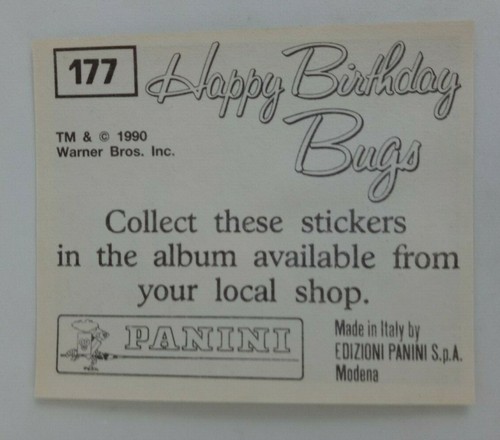 177
Happy Birthday
Bugs
TM & © 1990
Warner Bros. Inc.
Collect these stickers
in the album available from
your local shop.
PANINI
Made in Italy by
EDIZIONI PANINI S.p.A.
Modena